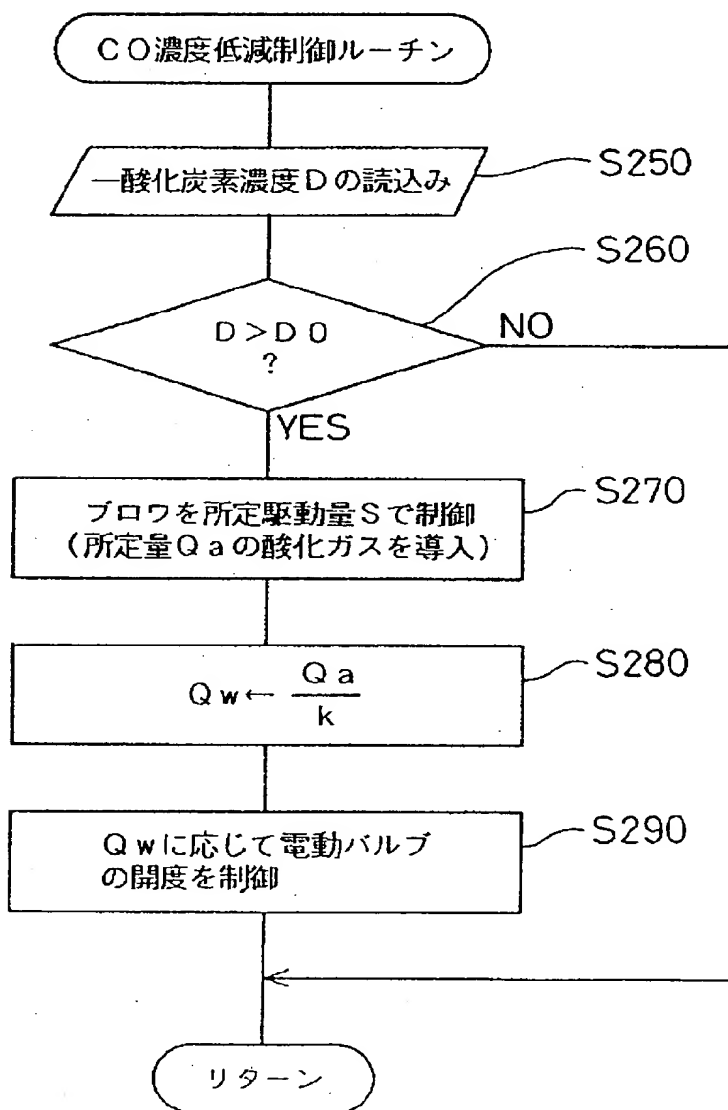 CO濃度低減制御ルーチン
一酸化炭素濃度Dの読込み
S250
S260
D>D0
?
NO
YES
ブロワを所定駆動量Sで制御
(所定量Qaの酸化ガスを導入)
S270
Qw← Qa
k
S280
Qwに応じて電動バルブ
の開度を制御
S290
リターン